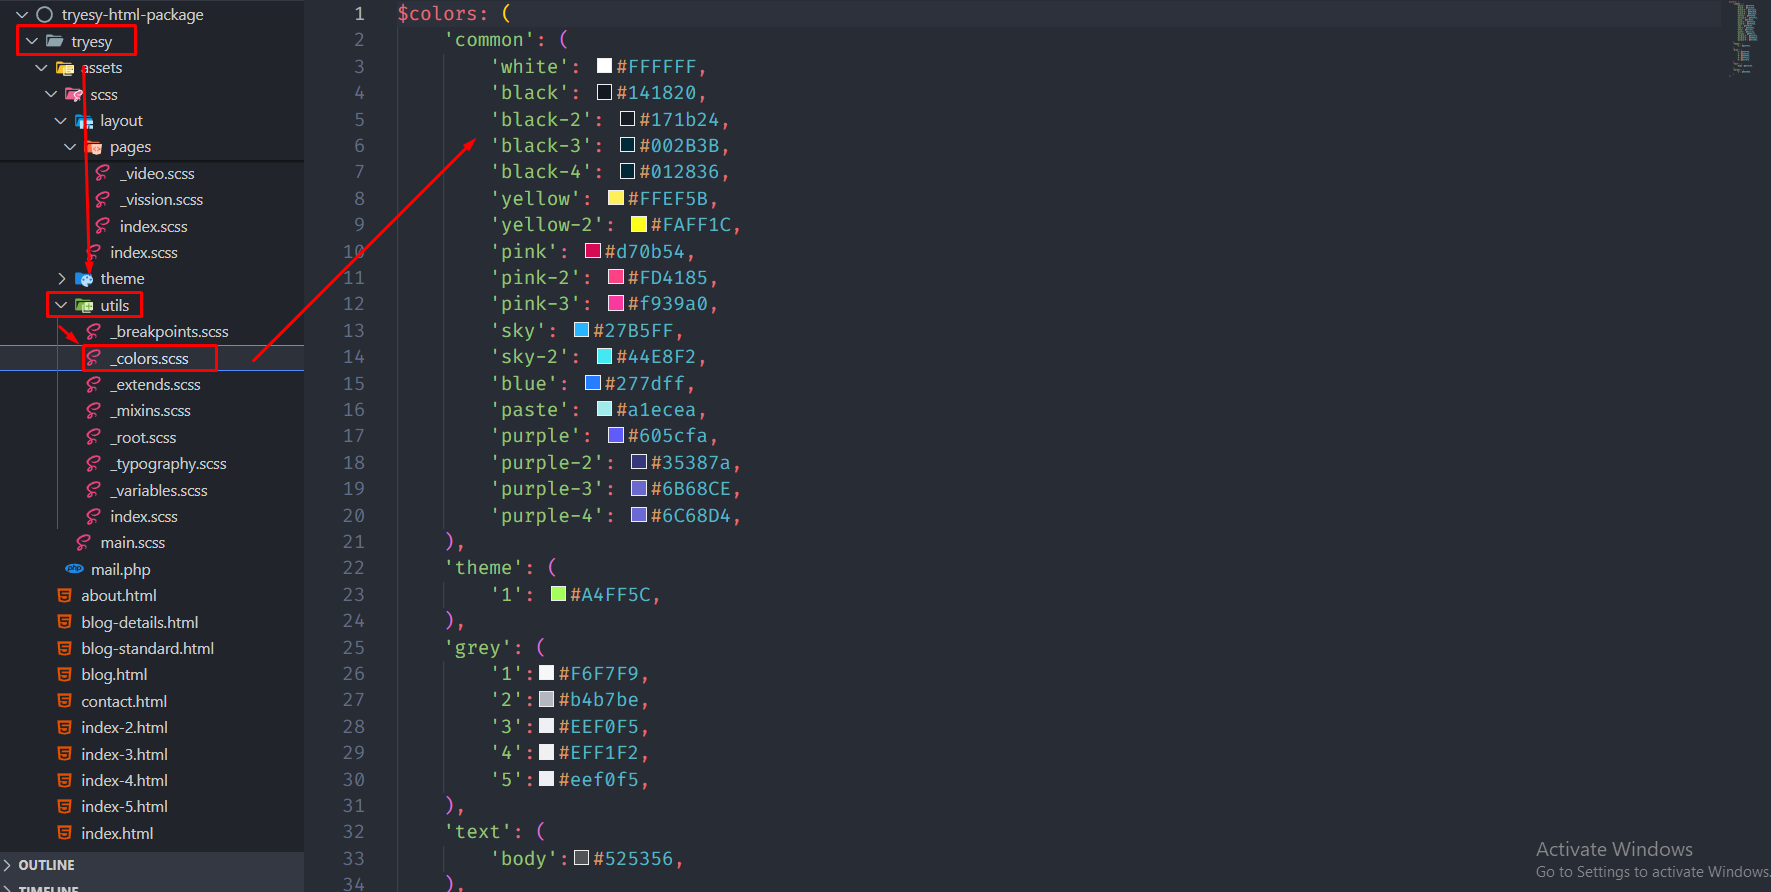 tryesy-html-package
tryesy
assets
scss
layout
pages
_video.scss
_vission.scss
index.scss
index.scss
theme
utils
_breakpoints.scss
_colors.scss
_extends.scss
_mixins.scss
_root.scss
_typography.scss
_variables.scss
index.scss
main.scss
php mail.php
about.html
blog-details.html
blog-standard.html
blog.html
contact.html
index-2.html
index-3.html
index-4.html
index-5.html
index.html
OUTLINE
TIMELINE
1 $colors: (
2 'common': (
3 'white': #FFFFFF,
4 'black': #141820,
5 'black-2': #171b24,
6 'black-3': #002B3B,
7 'black-4': #012836,
8 'yellow': #FFEF5B,
9 'yellow-2': #FAFF1C,
10 'pink': #d70b54,
11 'pink-2': #FD4185,
12 'pink-3': #f939a0,
13 'sky': #27B5FF,
14 'sky-2': #44E8F2,
15 'blue': #277dff,
16 'paste': #a1ecea,
17 'purple': #605cfa,
18 'purple-2': #35387a,
19 'purple-3': #6B68CE,
20 'purple-4': #6C68D4,
21 ),
22 'theme': (
23 '1': #A4FF5C,
24 ),
25 'grey': (
26 '1': #F6F7F9,
27 '2': #b4b7be,
28 '3': #EEF0F5,
29 '4': #EFF1F2,
30 '5': #eef0f5,
31 ),
32 'text': (
33 'body': #525356,
34 ),
Activate Windows
Go to Settings to activate Windows.